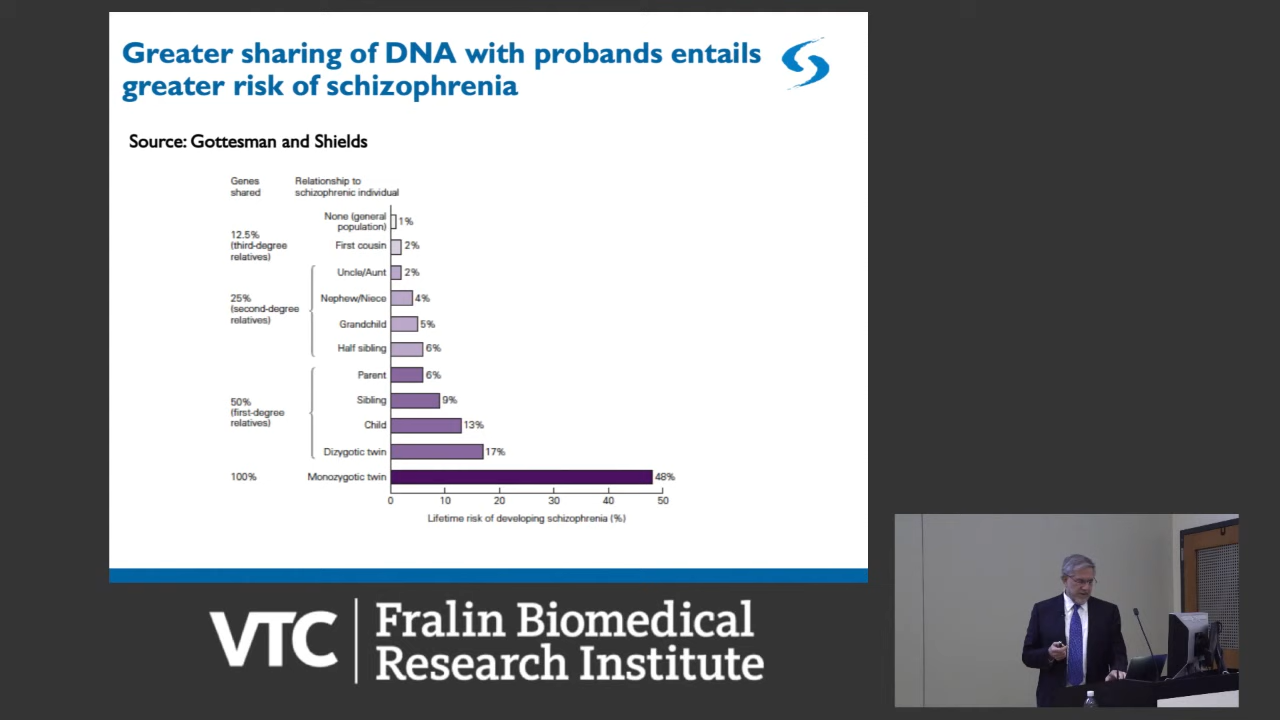 Greater sharing of DNA with probands entails
greater risk of schizophrenia
Source: Gottesman and Shields
Genes
shared
Relationship to
schizophrenic individual
None (general
population)
1%
12.5%
(third-degree
relatives)
First cousin
2%
Uncle/Aunt
2%
25%
(second-degree
relatives)
Nephew/Niece
4%
Grandchild
5%
Half sibling
6%
Parent
6%
50%
(first-degree
relatives)
Sibling
9%
Child
13%
Dizygotic twin
17%
100%
Monozygotic twin
48%
0 10 20 30 40 50
Lifetime risk of developing schizophrenia (%)
VTC
Fralin Biomedical
Research Institute